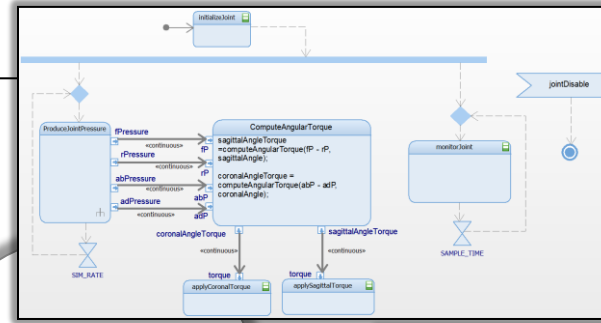 initializeJoint
jointDisable
ProduceJointPressure
fPressure
«continuous»
fP
rPressure
«continuous»
rP
abPressure
«continuous»
abP
adPressure
«continuous»
adP
ComputeAngularTorque
sagittalAngleTorque
=computeAngularTorque(fP - rP,
sagittalAngle);
coronalAngleTorque =
computeAngularTorque(abP - adP,
coronalAngle);
monitorJoint
coronalAngleTorque
sagittalAngleTorque
«continuous»
«continuous»
SIM_RATE
SAMPLE_TIME
torque
torque
applyCoronalTorque
applySagittalTorque